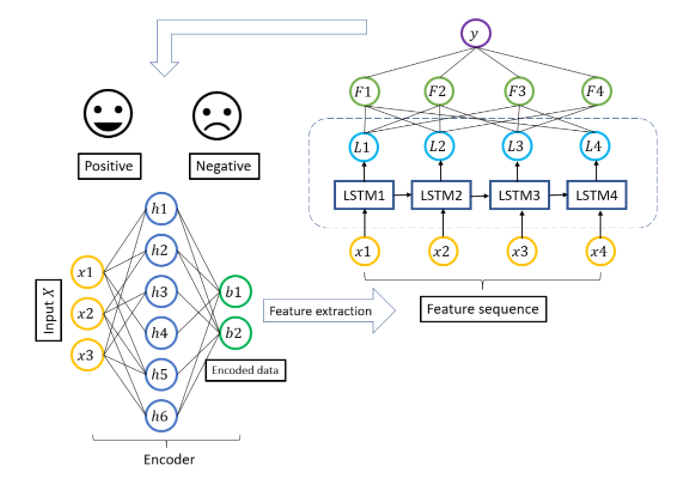 y
F1 F2 F3 F4
L1 L2 L3 L4
LSTM1 LSTM2 LSTM3 LSTM4
x1 x2 x3 x4
Feature sequence
Positive Negative
h1
h2
h3
h4
h5
h6
x1
x2
x3
Input X
b1
b2
Encoded data
Feature extraction
Encoder